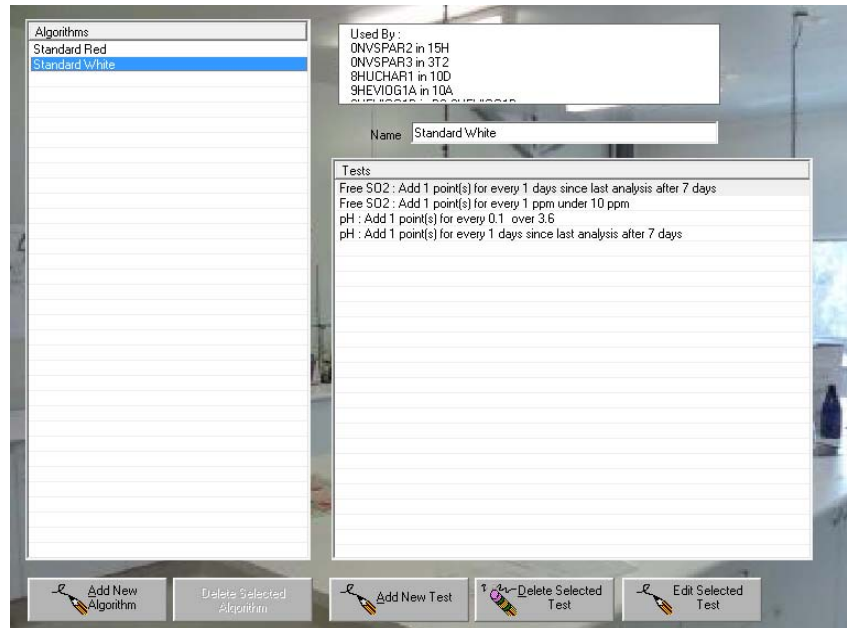 Algorithms
Standard Red
Standard White
Used By :
0NVSPAR2 in 15H
0NVSPAR3 in 3T2
8HUCHAR1 in 10D
9HEVIOG1A in 10A
Name Standard White
Tests
Free SO2 : Add 1 point(s) for every 1 days since last analysis after 7 days
Free SO2 : Add 1 point(s) for every 1 ppm under 10 ppm
pH : Add 1 point(s) for every 0.1 over 3.6
pH : Add 1 point(s) for every 1 days since last analysis after 7 days
Add New
Algorithm
Delete Selected
Algorithm
Add New Test
Delete Selected
Test
Edit Selected
Test